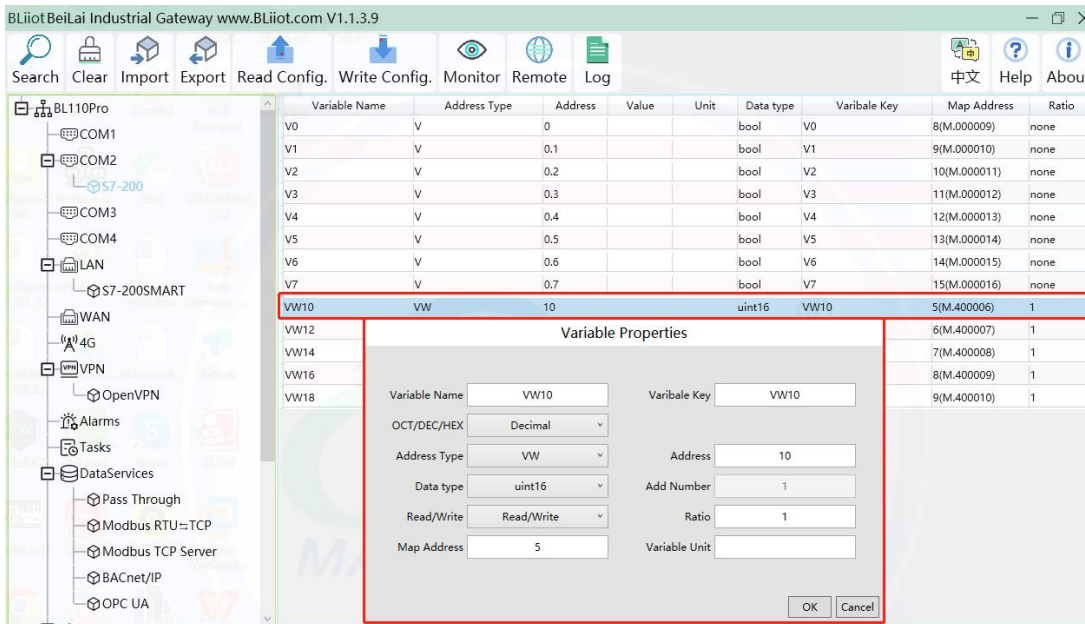 BLiiot BeiLai Industrial Gateway www.BLiiot.com V1.1.3.9
Search Clear Import Export Read Config. Write Config. Monitor Remote Log 中文 Help Abou
BL110Pro
COM1
COM2
S7-200
COM3
COM4
LAN
S7-200SMART
WAN
4G
VPN
OpenVPN
Alarms
Tasks
DataServices
Pass Through
Modbus RTU⇆TCP
Modbus TCP Server
BACnet/IP
OPC UA
Variable Name Address Type Address Value Unit Data type Varibale Key Map Address Ratio
V0 V 0 bool V0 8(M.000009) none
V1 V 0.1 bool V1 9(M.000010) none
V2 V 0.2 bool V2 10(M.000011) none
V3 V 0.3 bool V3 11(M.000012) none
V4 V 0.4 bool V4 12(M.000013) none
V5 V 0.5 bool V5 13(M.000014) none
V6 V 0.6 bool V6 14(M.000015) none
V7 V 0.7 bool V7 15(M.000016) none
VW10 VW 10 uint16 VW10 5(M.400006) 1
VW12 6(M.400007) 1
VW14 7(M.400008) 1
VW16 8(M.400009) 1
VW18 9(M.400010) 1
Variable Properties
Variable Name VW10 Varibale Key VW10
OCT/DEC/HEX Decimal
Address Type VW Address 10
Data type uint16 Add Number 1
Read/Write Read/Write Ratio 1
Map Address 5 Variable Unit
OK Cancel